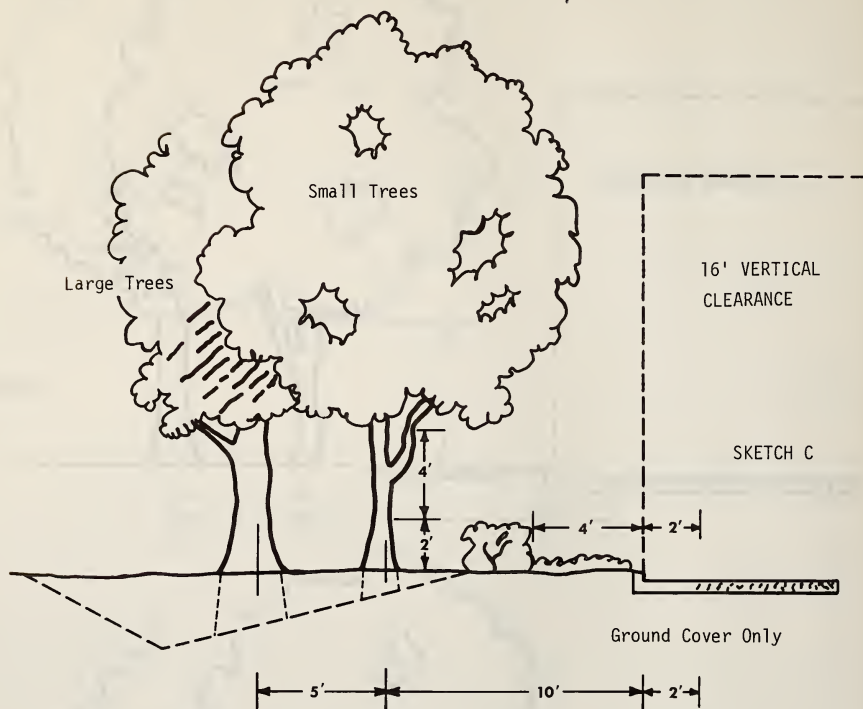 Small Trees
Large Trees
16' VERTICAL
CLEARANCE
SKETCH C
4'
4'
2'
2'
Ground Cover Only
5'
10'
2'